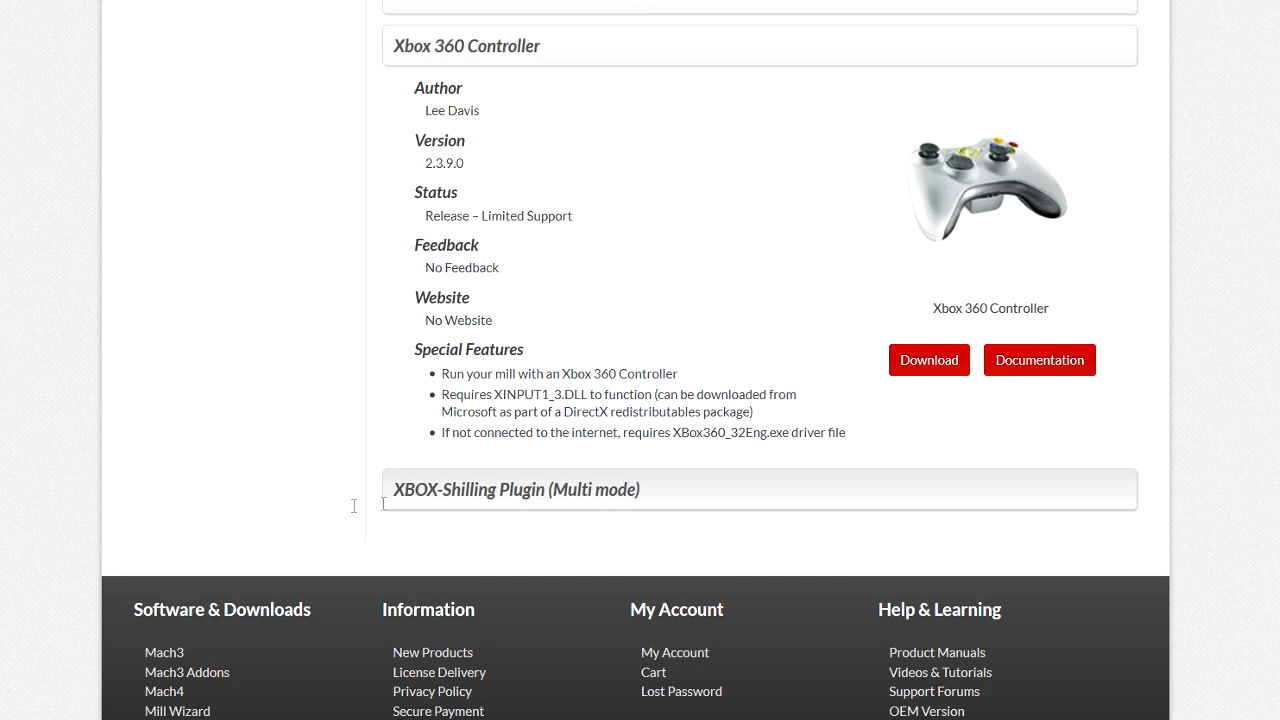 Xbox 360 Controller
Author
Lee Davis
Version
2.3.9.0
Status
Release – Limited Support
Feedback
No Feedback
Website
No Website
Special Features
Run your mill with an Xbox 360 Controller
Requires XINPUT1_3.DLL to function (can be downloaded from
Microsoft as part of a DirectX redistributables package)
If not connected to the internet, requires XBox360_32Eng.exe driver file
Xbox 360 Controller
Download
Documentation
XBOX-Shilling Plugin (Multi mode)
Software & Downloads
Mach3
Mach3 Addons
Mach4
Mill Wizard
Information
New Products
License Delivery
Privacy Policy
Secure Payment
My Account
My Account
Cart
Lost Password
Help & Learning
Product Manuals
Videos & Tutorials
Support Forums
OEM Version